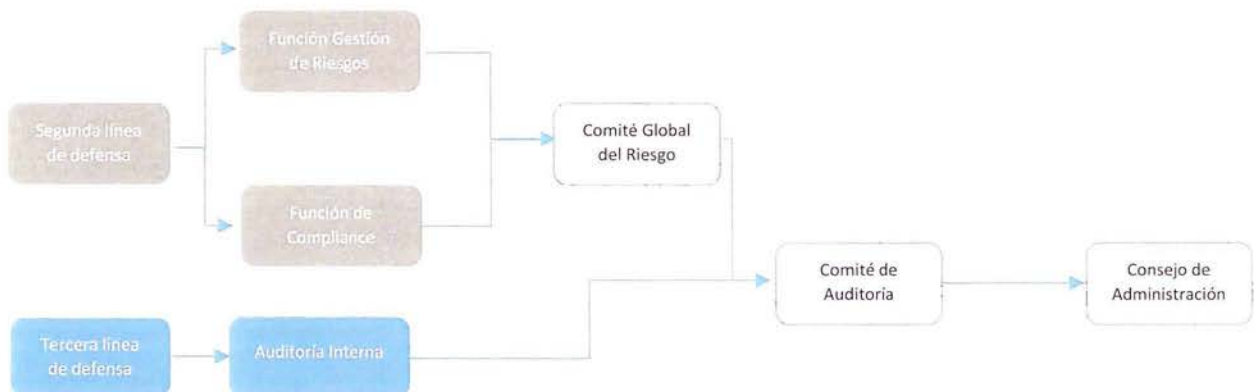 Función Gestión
de Riesgos
Segunda línea
de defensa
Comité Global
del Riesgo
Función de
Compliance
Comité de
Auditoría
Consejo de
Administración
Tercera línea
de defensa
Auditoría Interna